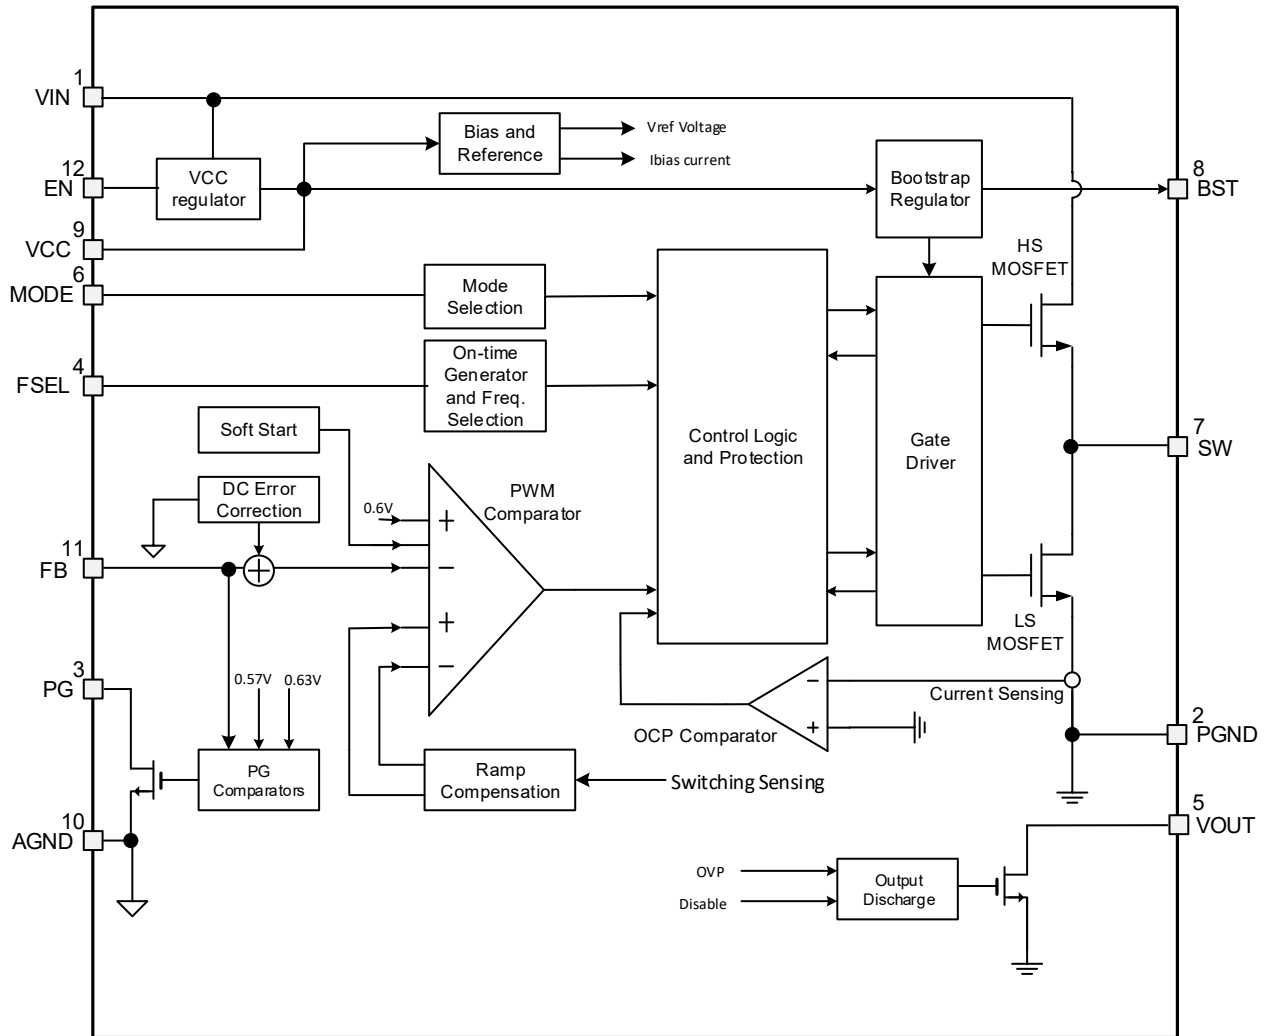 1
VIN
12
EN
9
VCC
6
MODE
4
FSEL
11
FB
3
PG
10
AGND
VCC
regulator
Bias and
Reference
Vref Voltage
Ibias current
Bootstrap
Regulator
8
BST
HS
MOSFET
Mode
Selection
On-time
Generator
and Freq.
Selection
Soft Start
DC Error
Correction
0.6V
PWM
Comparator
+
−
+
−
Control Logic
and Protection
Gate
Driver
7
SW
LS
MOSFET
0.57V
0.63V
PG
Comparators
Ramp
Compensation
Switching Sensing
OCP Comparator
−
+
Current Sensing
2
PGND
5
VOUT
OVP
Disable
Output
Discharge